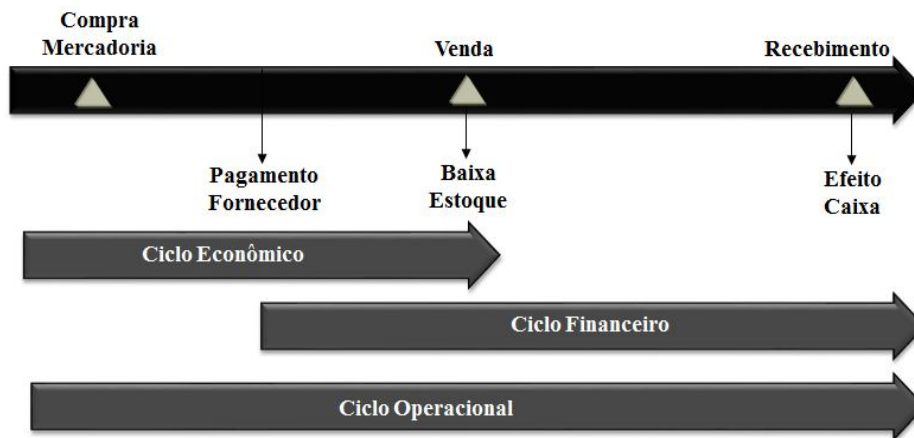 Compra
Mercadoria
Venda
Recebimento
Pagamento
Fornecedor
Baixa
Estoque
Efeito
Caixa
Ciclo Econômico
Ciclo Financeiro
Ciclo Operacional